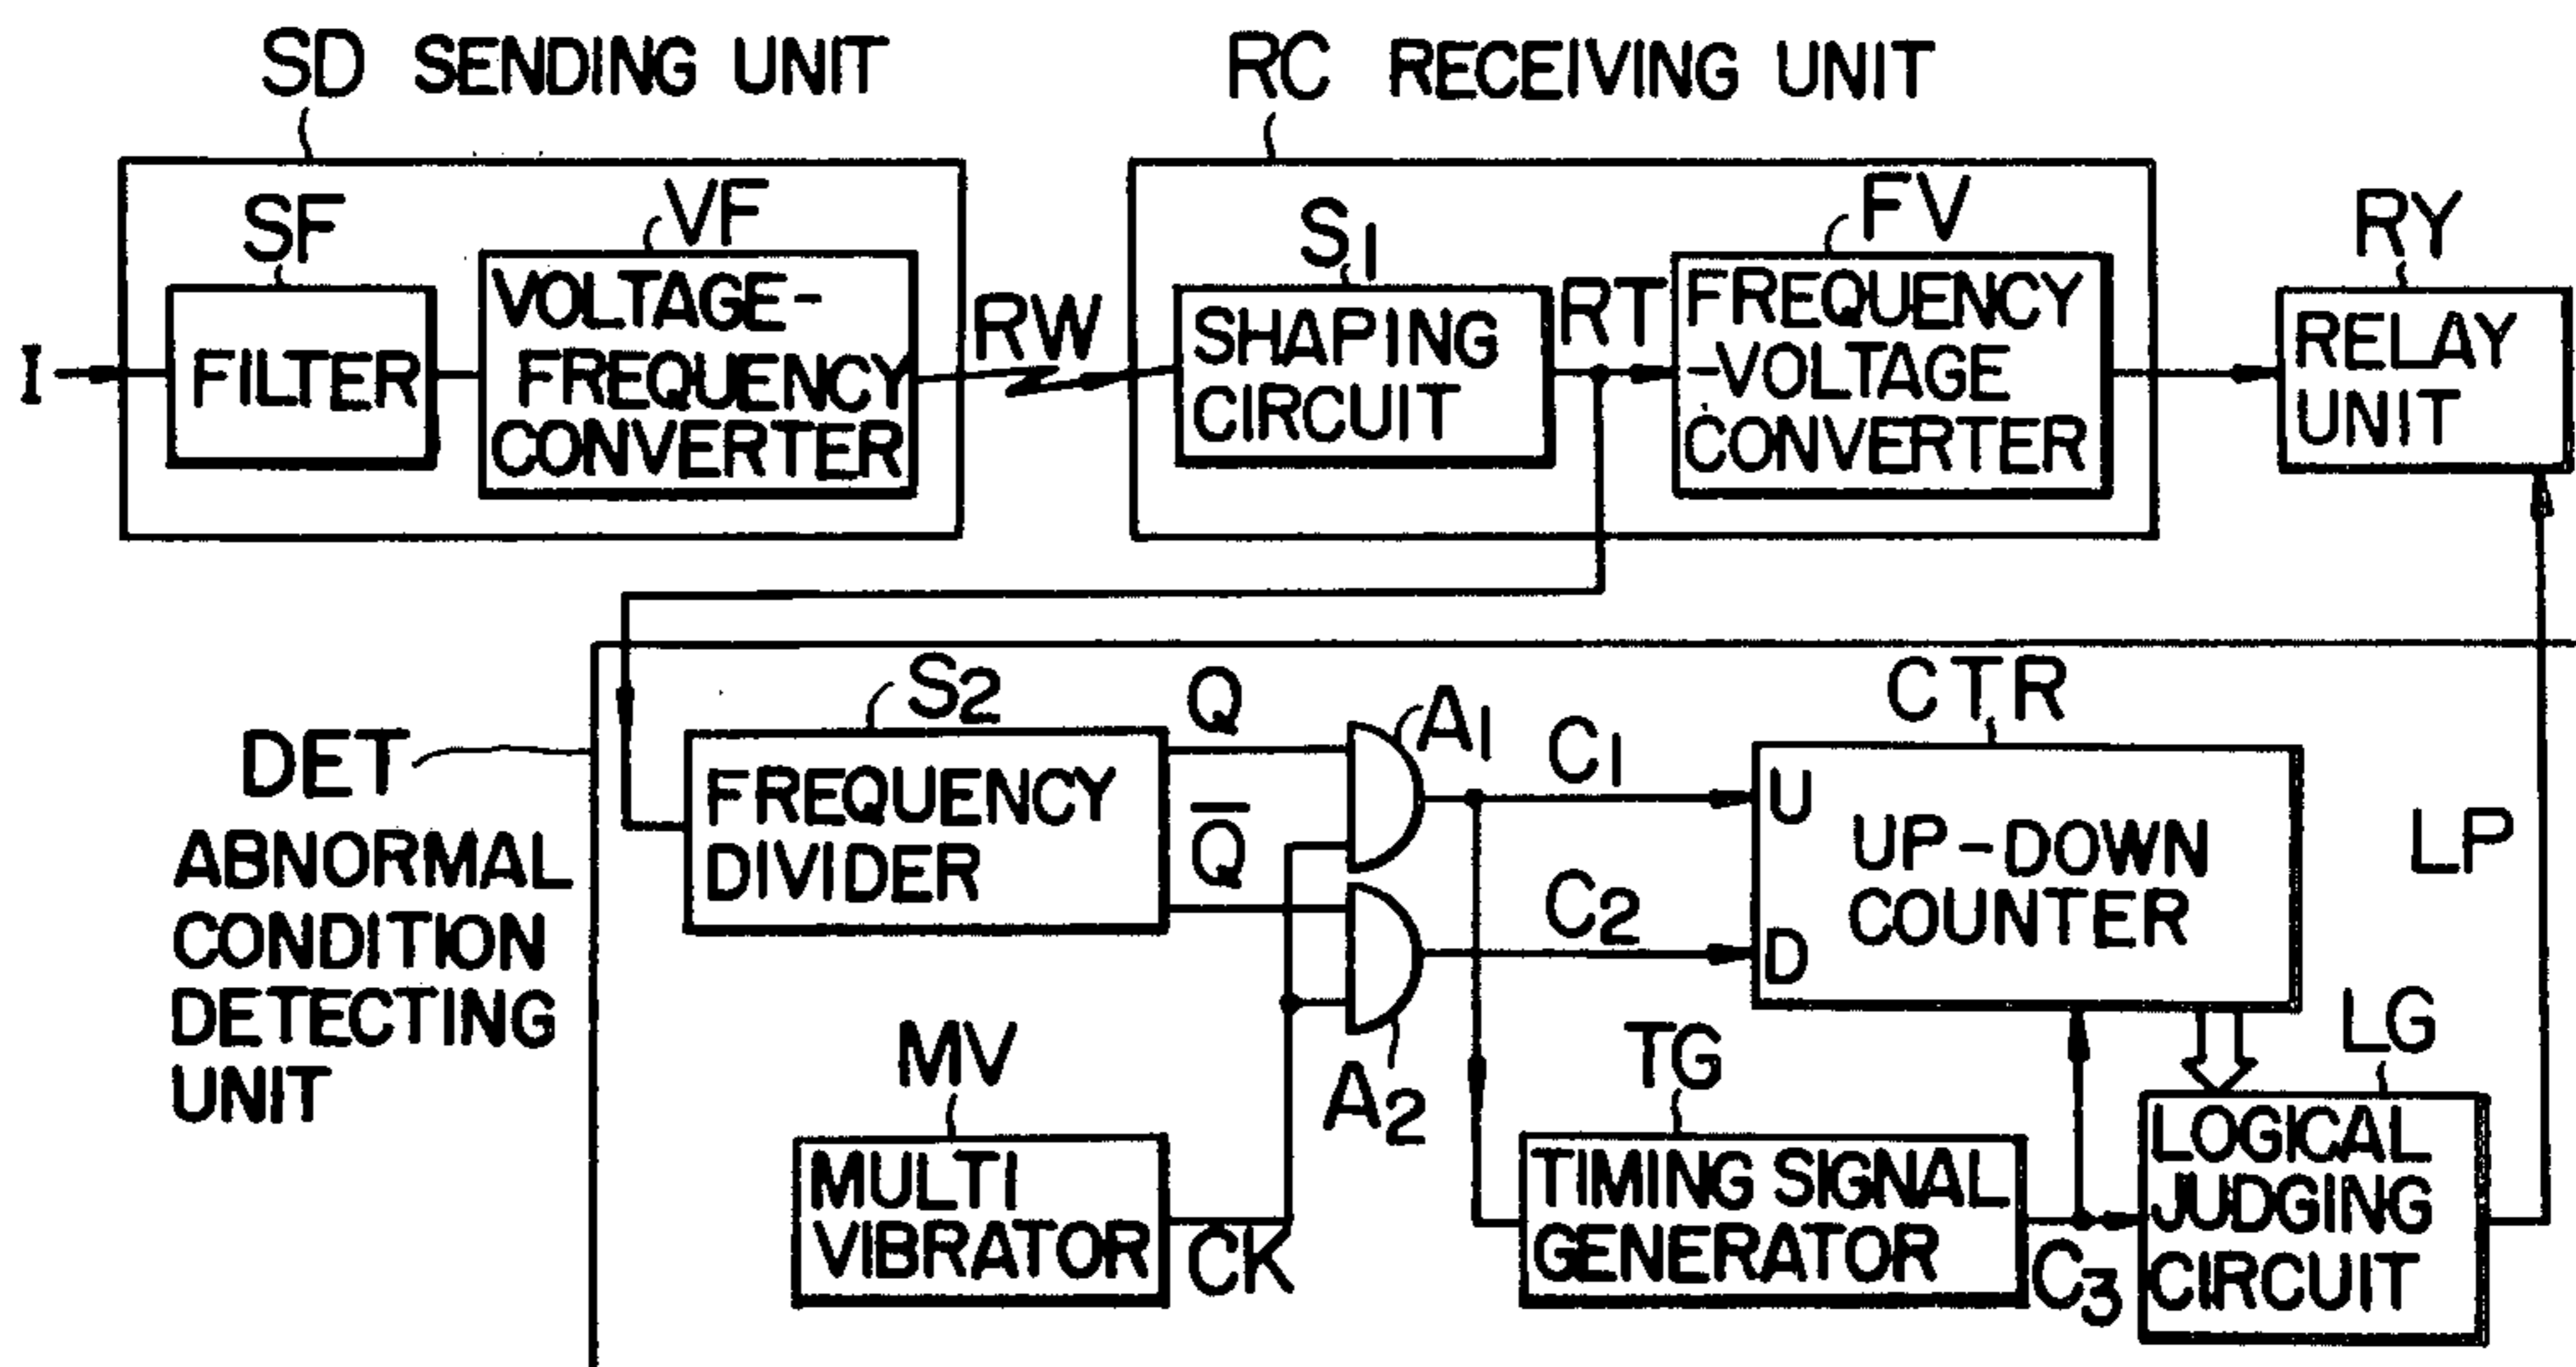 SD SENDING UNIT
RC RECEIVING UNIT
SF
VF
S1
FV
RY
I
FILTER
VOLTAGE-
FREQUENCY
CONVERTER
RW
SHAPING
CIRCUIT
RT
FREQUENCY
-VOLTAGE
CONVERTER
RELAY
UNIT
DET
ABNORMAL
CONDITION
DETECTING
UNIT
S2
FREQUENCY
DIVIDER
Q
Q̅
A1
A2
C1
C2
CTR
U
D
UP-DOWN
COUNTER
LP
MV
MULTI
VIBRATOR
CK
TG
TIMING SIGNAL
GENERATOR
C3
LG
LOGICAL
JUDGING
CIRCUIT